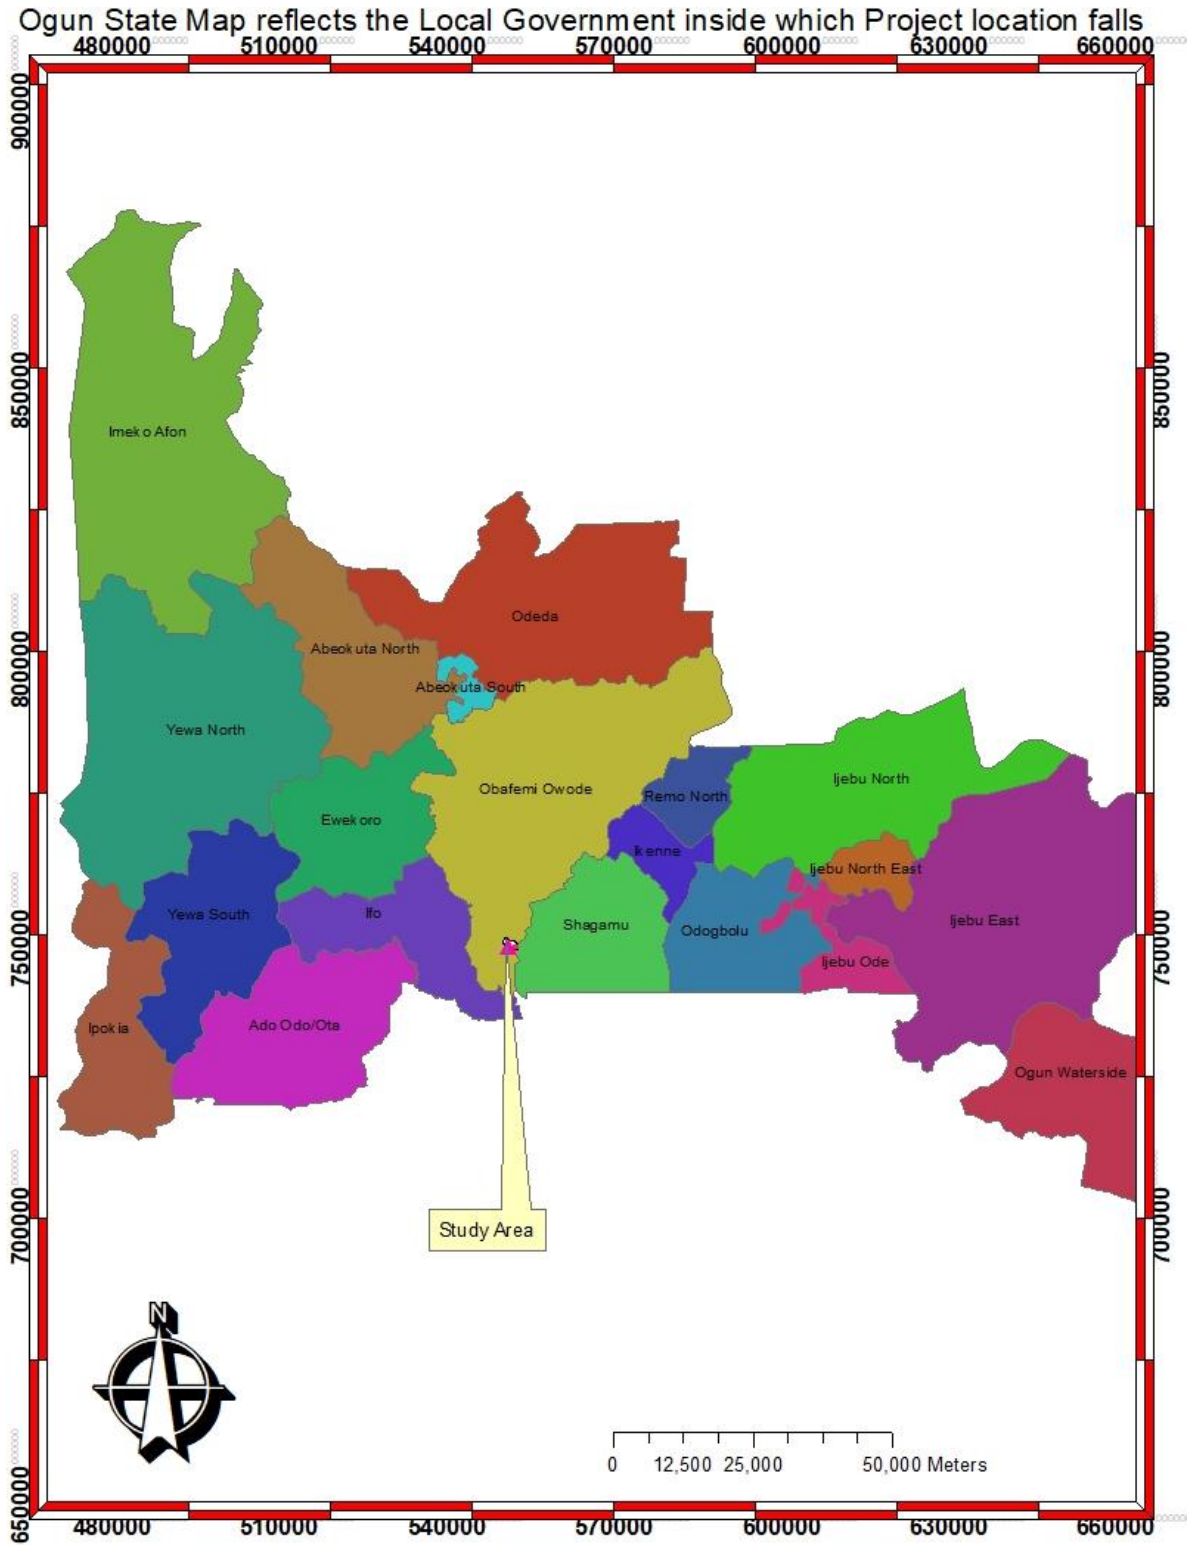 Ogun State Map reflects the Local Government inside which Project location falls
480000 510000 540000 570000 600000 630000 660000
900000
850000 850000
Imeko Afon
Odeda
Abeokuta North
800000 800000
Abeokuta South
Yewa North
Ijebu North
Obafemi Owode
Remo North
Ewekoro
Ikenne
Ijebu North East
Yewa South
Ifo
Ijebu East
Shagamu
Odogbolu
750000 750000
Ijebu Ode
Ipokia
Ado Odo/Ota
Ogun Waterside
700000 700000
Study Area
N
0 12,500 25,000 50,000 Meters
650000
480000 510000 540000 570000 600000 630000 660000